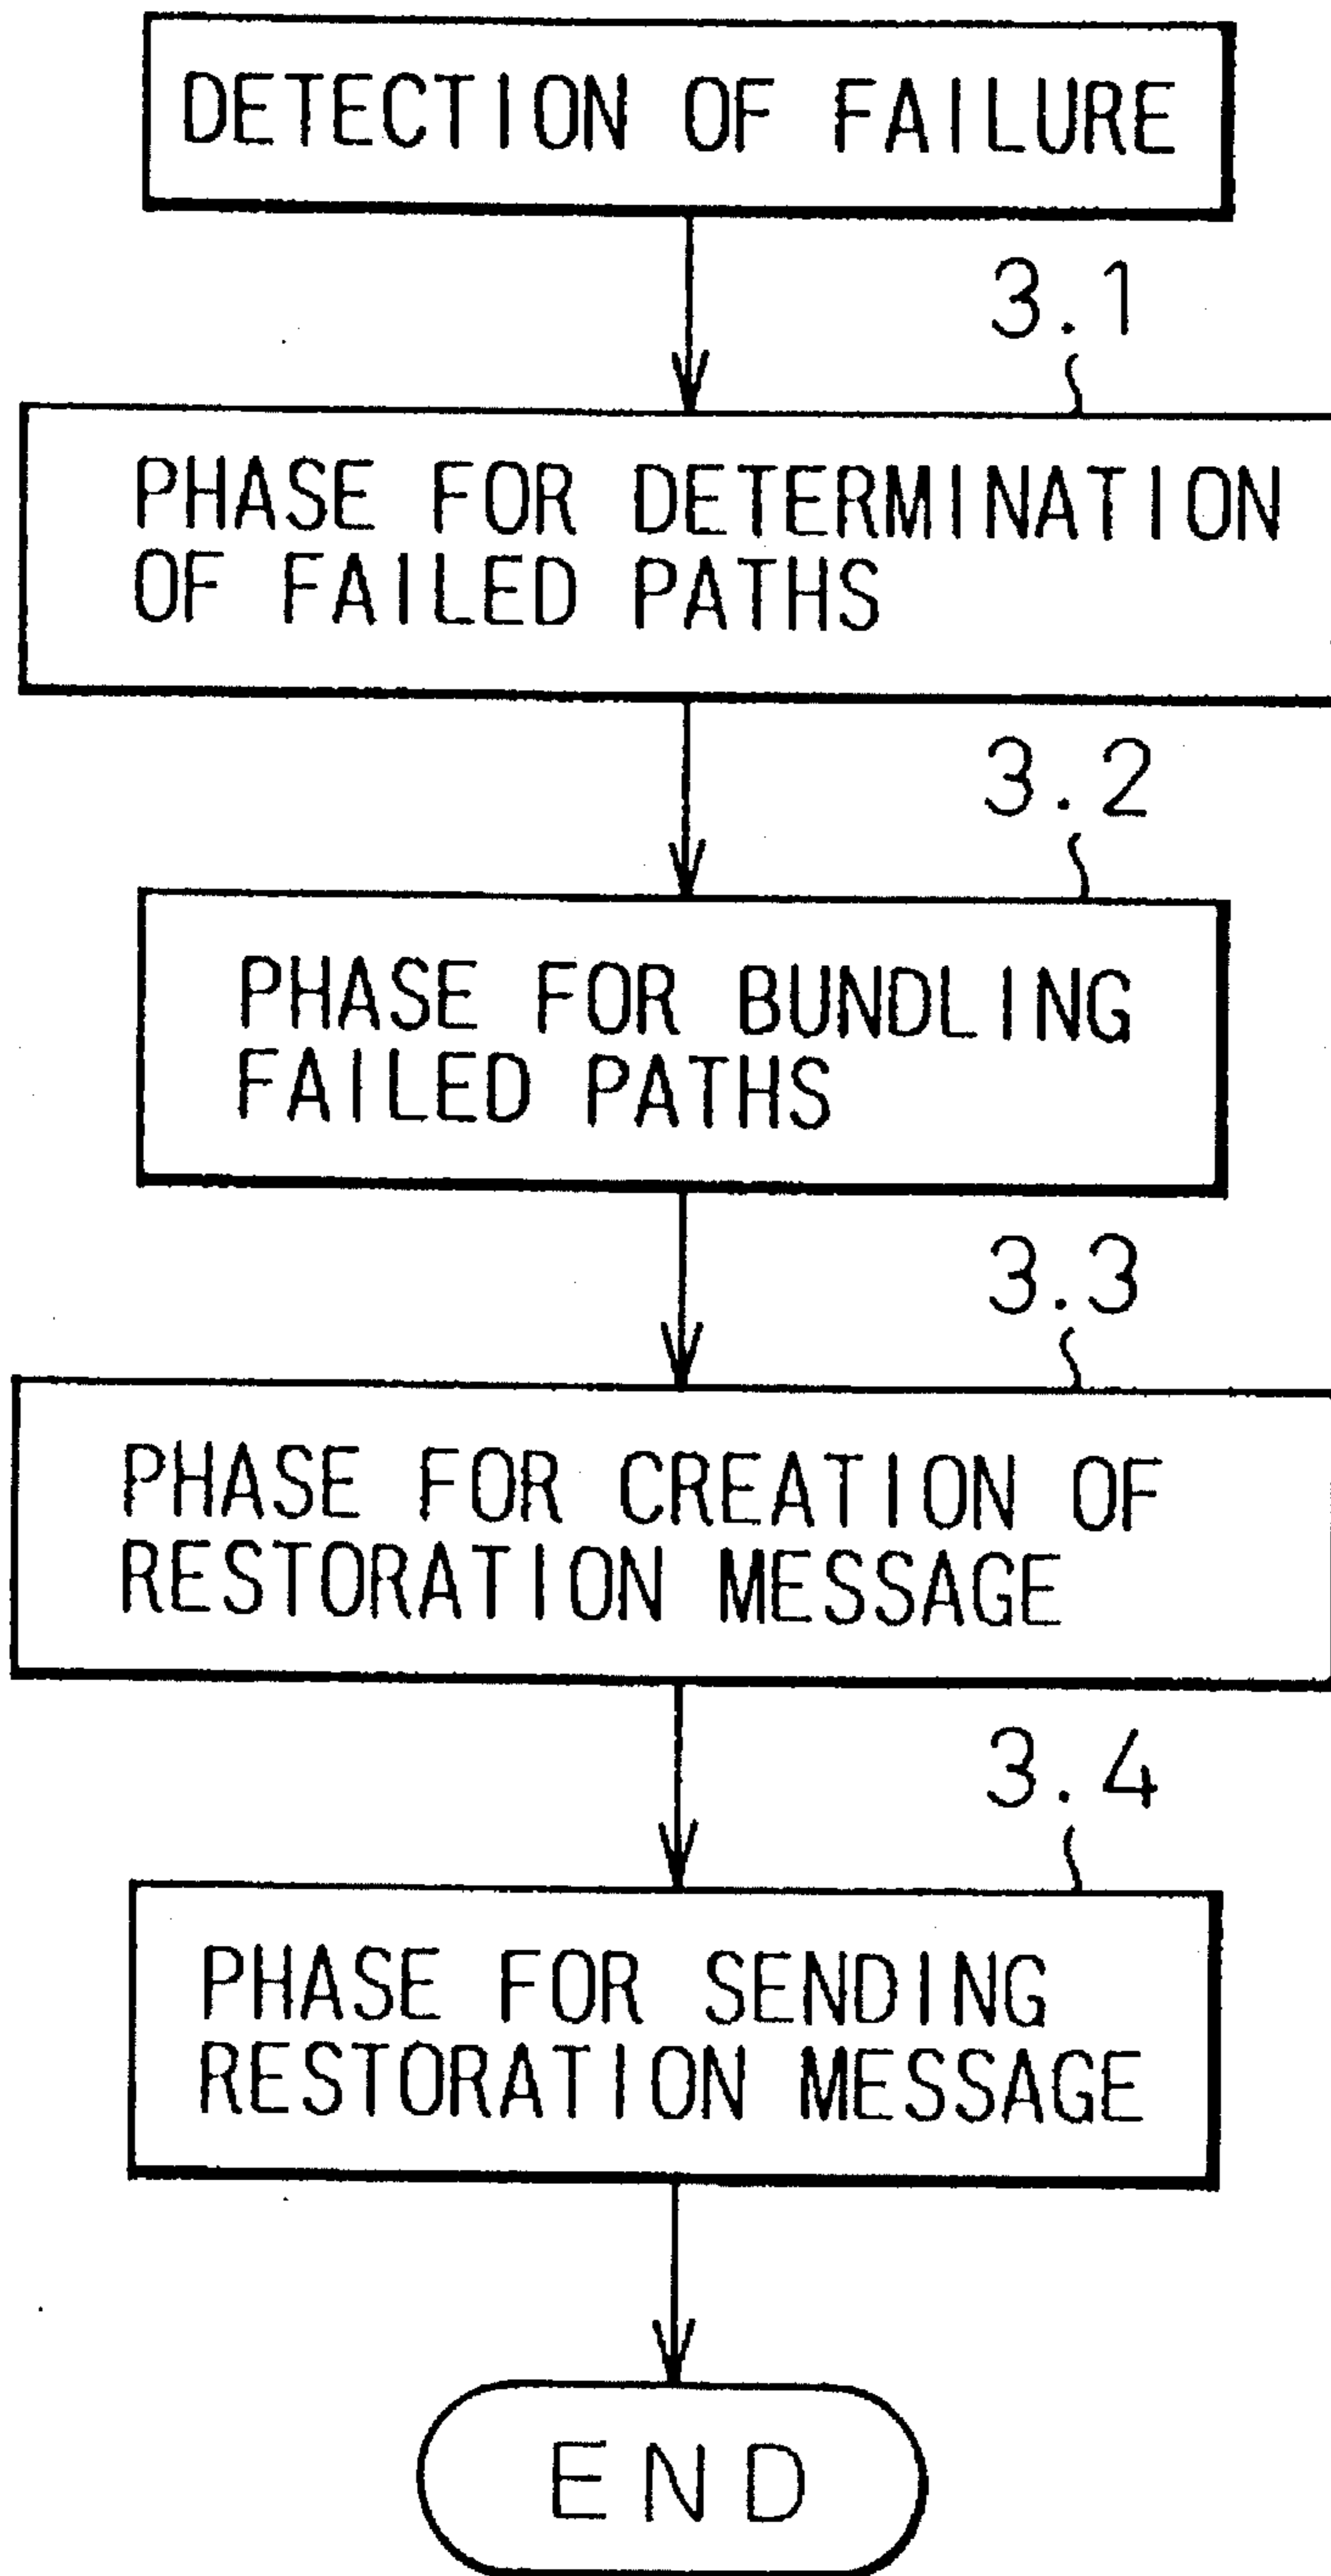 DETECTION OF FAILURE
3.1
PHASE FOR DETERMINATION
OF FAILED PATHS
3.2
PHASE FOR BUNDLING
FAILED PATHS
3.3
PHASE FOR CREATION OF
RESTORATION MESSAGE
3.4
PHASE FOR SENDING
RESTORATION MESSAGE
END